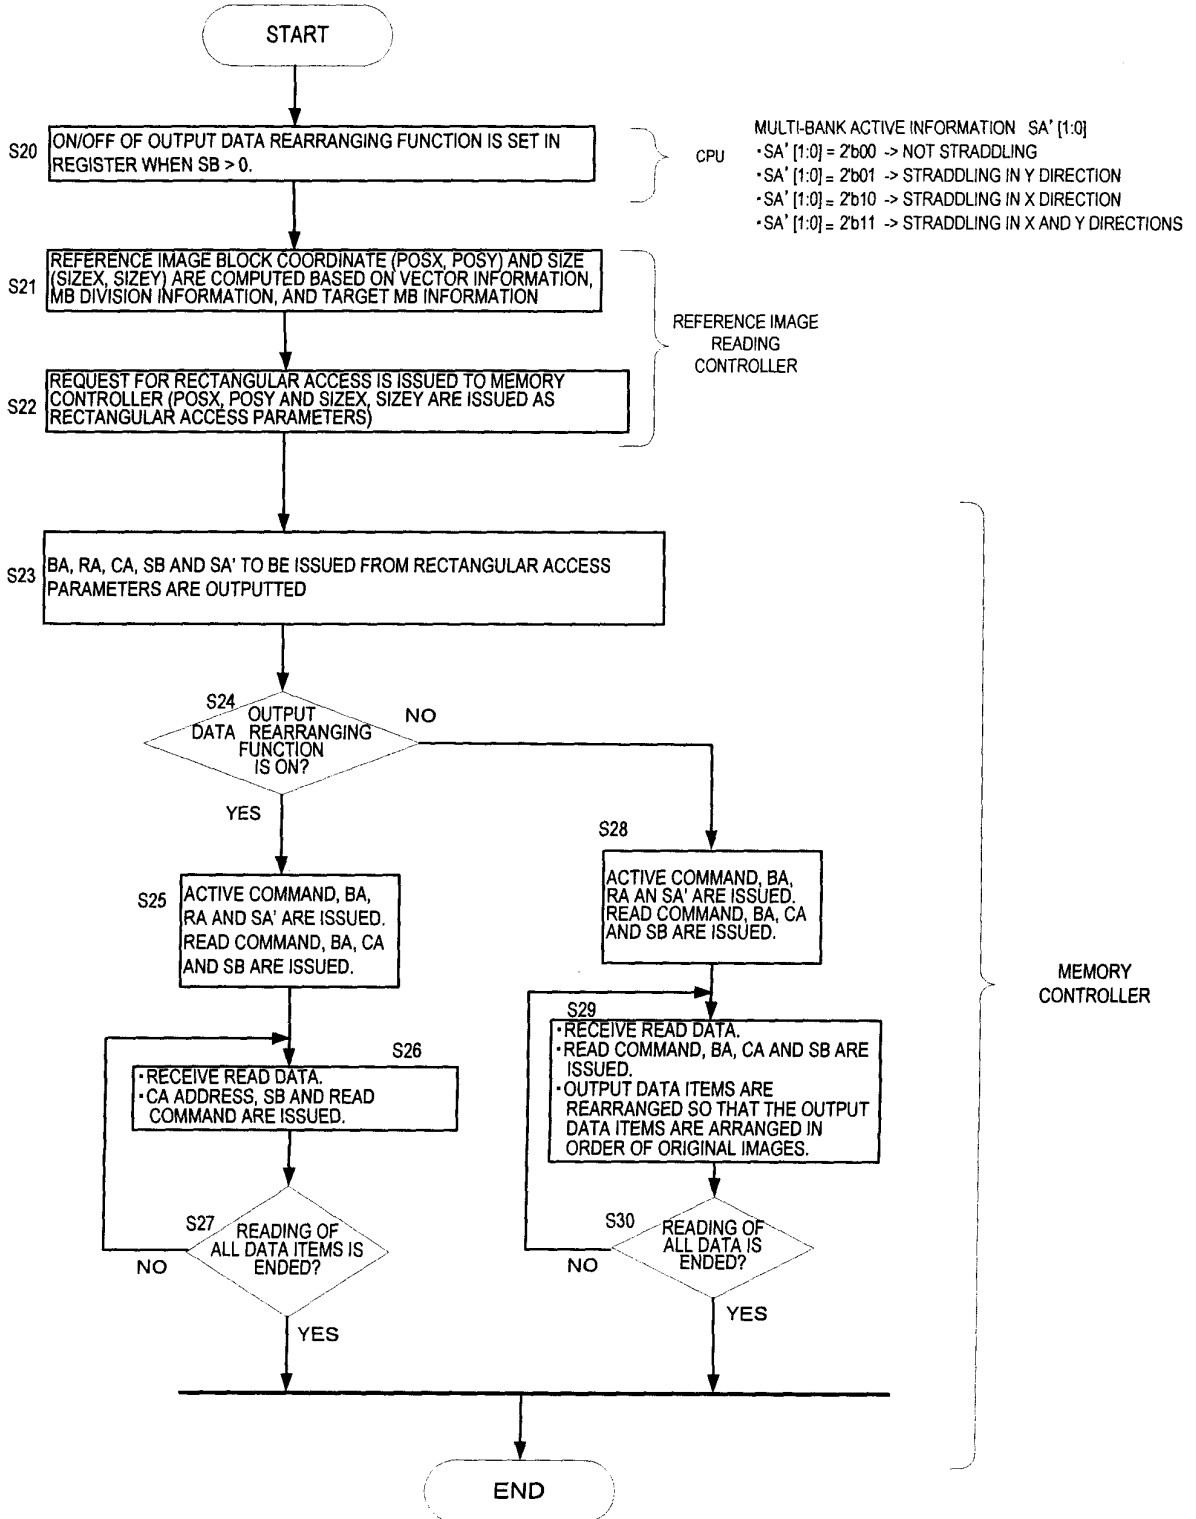 START
S20
ON/OFF OF OUTPUT DATA REARRANGING FUNCTION IS SET IN
REGISTER WHEN SB > 0.
CPU
MULTI-BANK ACTIVE INFORMATION SA' [1:0]
・SA' [1:0] = 2'b00 -> NOT STRADDLING
・SA' [1:0] = 2'b01 -> STRADDLING IN Y DIRECTION
・SA' [1:0] = 2'b10 -> STRADDLING IN X DIRECTION
・SA' [1:0] = 2'b11 -> STRADDLING IN X AND Y DIRECTIONS
S21
REFERENCE IMAGE BLOCK COORDINATE (POSX, POSY) AND SIZE
(SIZEX, SIZEY) ARE COMPUTED BASED ON VECTOR INFORMATION,
MB DIVISION INFORMATION, AND TARGET MB INFORMATION
REFERENCE IMAGE
READING
CONTROLLER
S22
REQUEST FOR RECTANGULAR ACCESS IS ISSUED TO MEMORY
CONTROLLER (POSX, POSY AND SIZEX, SIZEY ARE ISSUED AS
RECTANGULAR ACCESS PARAMETERS)
S23
BA, RA, CA, SB AND SA' TO BE ISSUED FROM RECTANGULAR ACCESS
PARAMETERS ARE OUTPUTTED
S24
OUTPUT
DATA REARRANGING
FUNCTION
IS ON?
NO
YES
S25
ACTIVE COMMAND, BA,
RA AND SA' ARE ISSUED.
READ COMMAND, BA, CA
AND SB ARE ISSUED.
S28
ACTIVE COMMAND, BA,
RA AN SA' ARE ISSUED.
READ COMMAND, BA, CA
AND SB ARE ISSUED.
MEMORY
CONTROLLER
S26
・RECEIVE READ DATA.
・CA ADDRESS, SB AND READ
COMMAND ARE ISSUED.
S29
・RECEIVE READ DATA.
・READ COMMAND, BA, CA AND SB ARE
ISSUED.
・OUTPUT DATA ITEMS ARE
REARRANGED SO THAT THE OUTPUT
DATA ITEMS ARE ARRANGED IN
ORDER OF ORIGINAL IMAGES.
S27
READING OF
ALL DATA ITEMS IS
ENDED?
NO
YES
S30
READING OF
ALL DATA IS
ENDED?
NO
YES
END